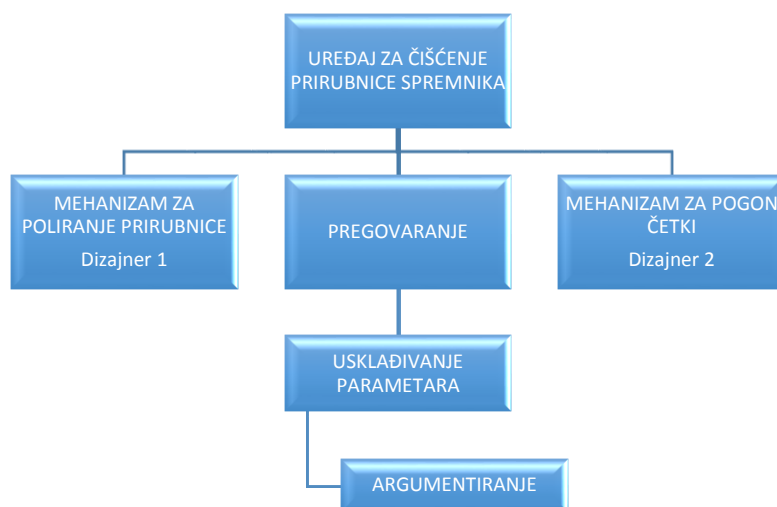 UREĐAJ ZA ČIŠĆENJE
PRIRUBNICE SPREMNIKA
MEHANIZAM ZA
POLIRANJE PRIRUBNICE
Dizajner 1
PREGOVARANJE
MEHANIZAM ZA POGON
ČETKI
Dizajner 2
USKLAĐIVANJE
PARAMETARA
ARGUMENTIRANJE